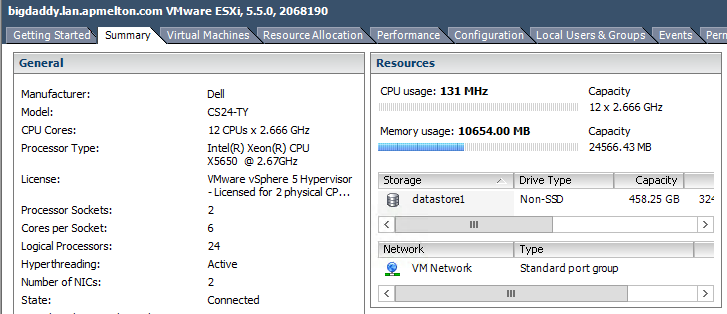 bigdaddy.lan.apmelton.com VMware ESXi, 5.5.0, 2068190
Getting Started Summary Virtual Machines Resource Allocation Performance Configuration Local Users & Groups Events Perm
General
Manufacturer: Dell
Model: CS24-TY
CPU Cores: 12 CPUs x 2.666 GHz
Processor Type: Intel(R) Xeon(R) CPU
X5650 @ 2.67GHz
License: VMware vSphere 5 Hypervisor
- Licensed for 2 physical CP...
Processor Sockets: 2
Cores per Socket: 6
Logical Processors: 24
Hyperthreading: Active
Number of NICs: 2
State: Connected
Resources
CPU usage: 131 MHz Capacity
12 x 2.666 GHz
Memory usage: 10654.00 MB Capacity
24566.43 MB
Storage Drive Type Capacity
datastore1 Non-SSD 458.25 GB 324
Network Type
VM Network Standard port group